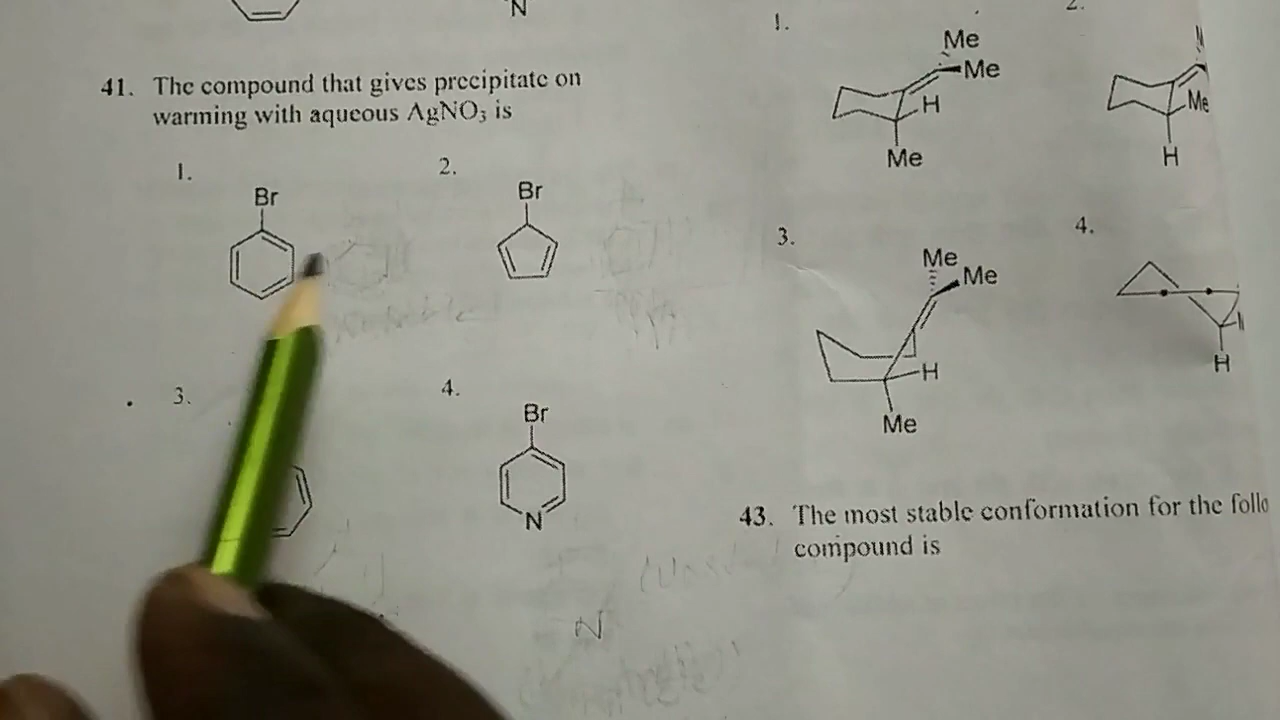 N
41. The compound that gives precipitate on
warming with aqueous AgNO₃ is
1.
Br
2.
Br
3.
4.
Br
N
N
1.
Me
Me
H
Me
2.
Me
H
3.
Me
Me
H
Me
4.
H
43. The most stable conformation for the follo
compound is